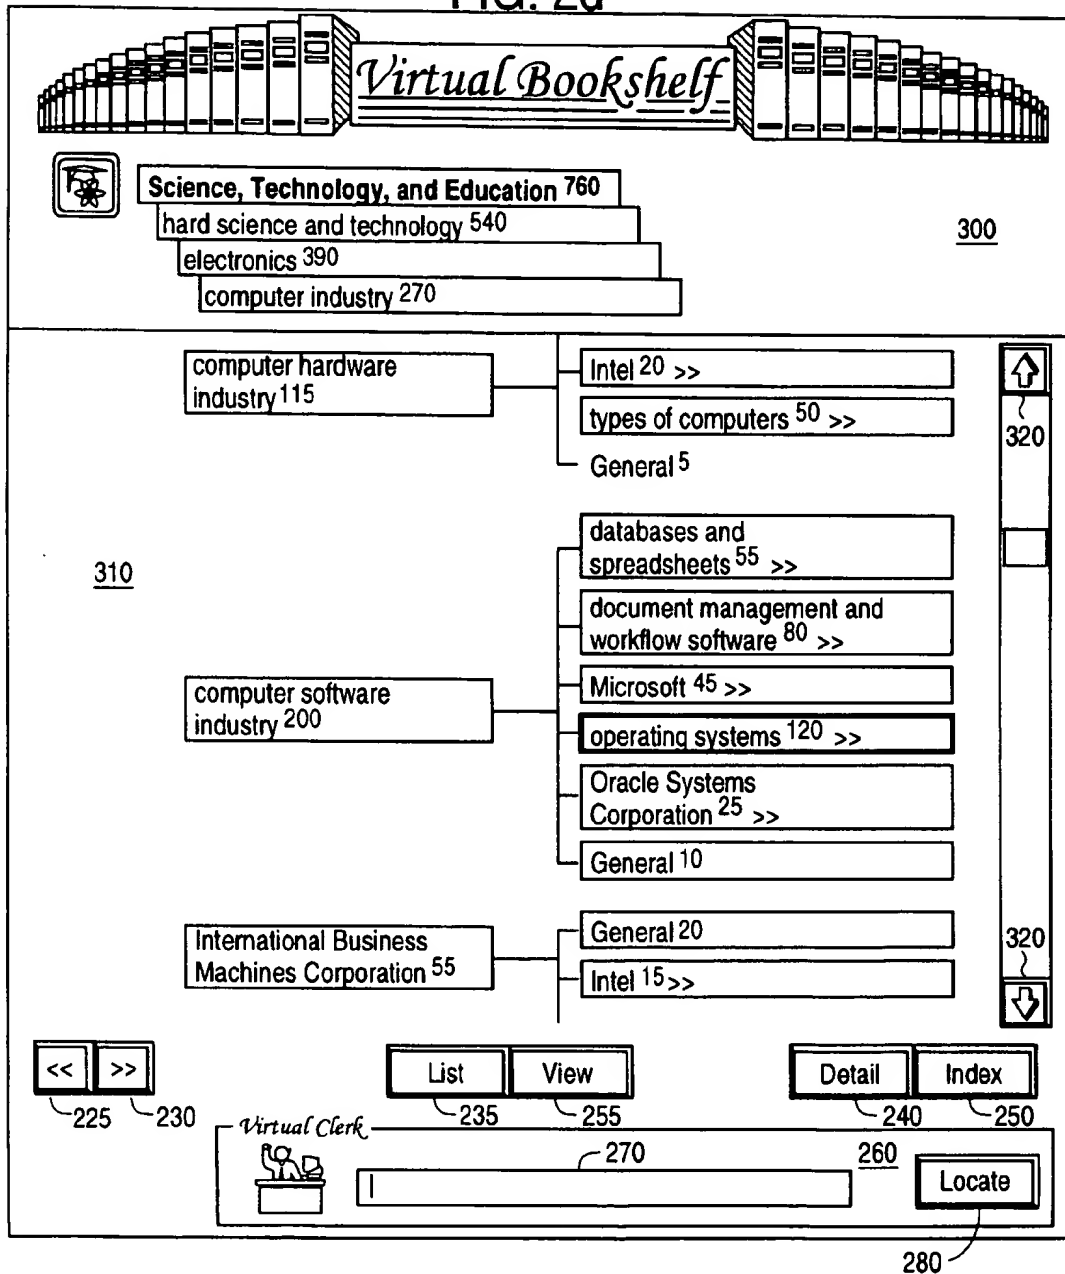 FIG. 2d
Virtual Bookshelf
Science, Technology, and Education 760
hard science and technology 540
300
electronics 390
computer industry 270
computer hardware
industry 115
Intel 20 >>
types of computers 50 >>
General 5
320
310
databases and
spreadsheets 55 >>
document management and
workflow software 80 >>
computer software
industry 200
Microsoft 45 >>
operating systems 120 >>
Oracle Systems
Corporation 25 >>
General 10
International Business
Machines Corporation 55
General 20
Intel 15 >>
320
<< >> List View Detail Index
225 230 235 255 240 250
Virtual Clerk
270 260
Locate
280